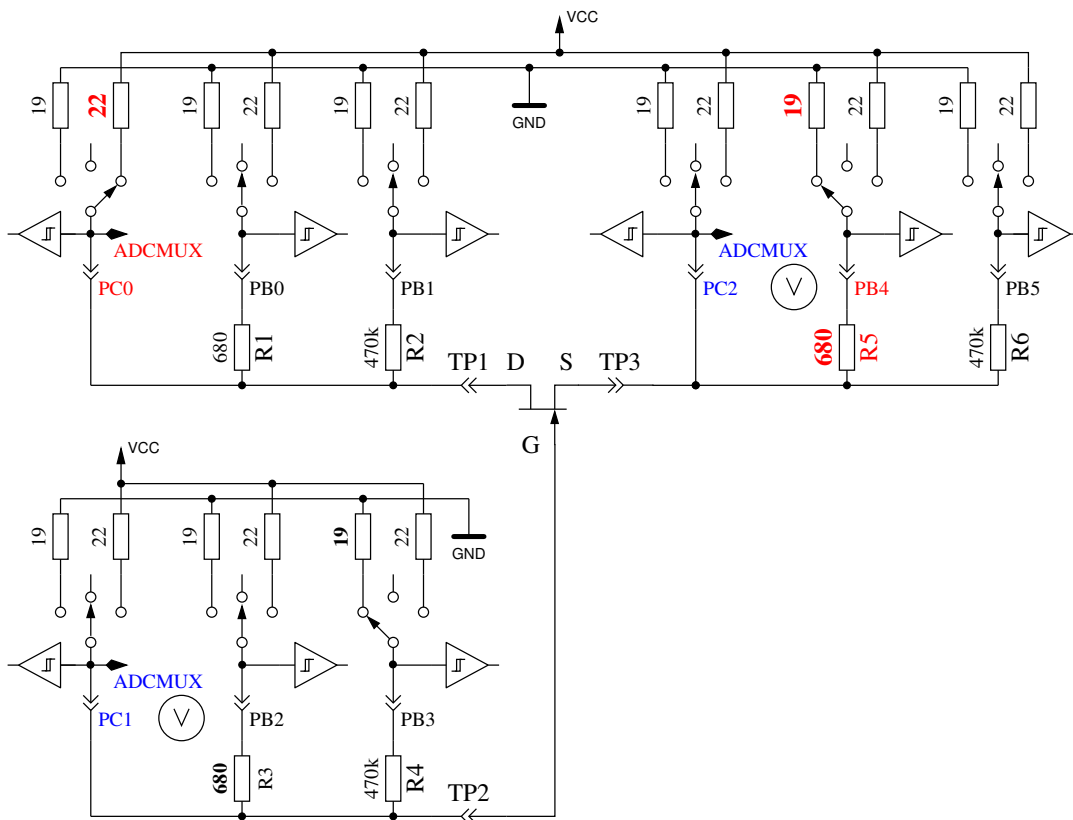 VCC
19
22
19
22
19
22
GND
19
22
19
22
19
22
ADCMUX
PC0
PB0
PB1
ADCMUX
PC2
V
PB4
PB5
680
R1
470k
R2
680
R5
470k
R6
TP1
D
S
TP3
G
VCC
19
22
19
22
19
22
GND
ADCMUX
PC1
V
PB2
PB3
680
R3
470k
R4
TP2